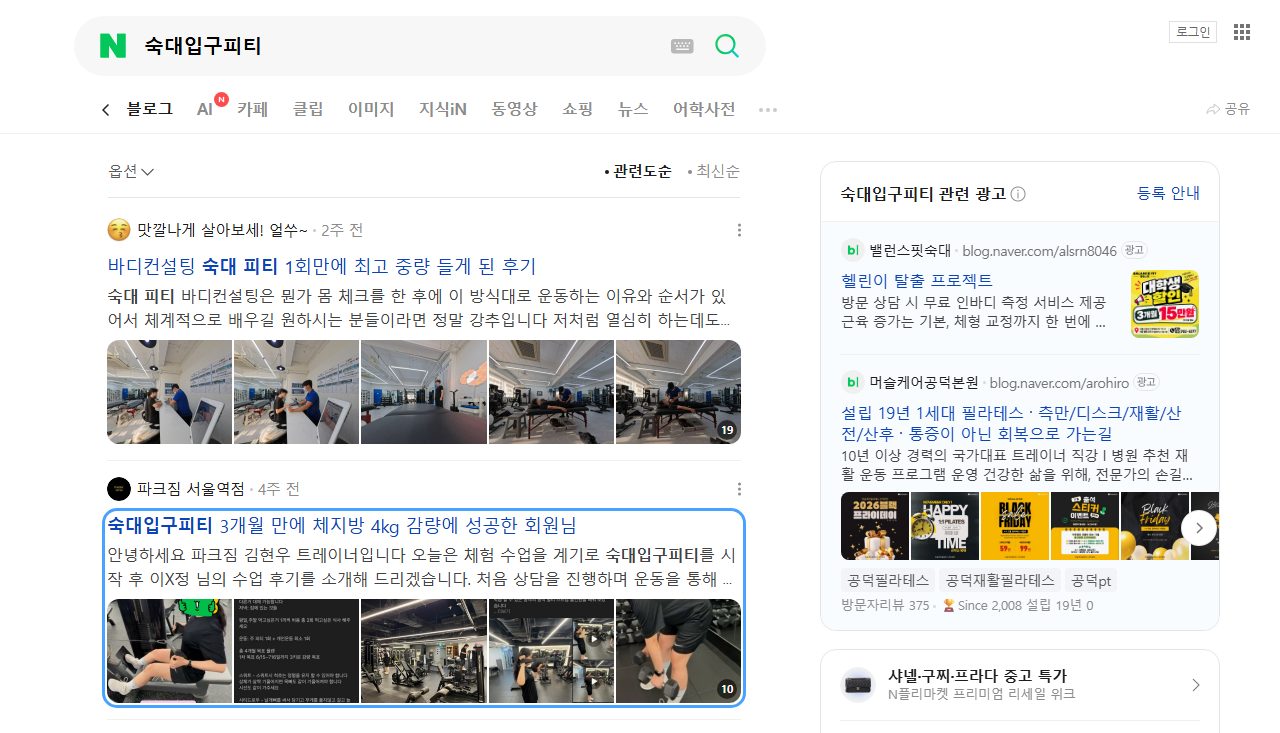 N 숙대입구피티
로그인
블로그 AI N 카페 클립 이미지 지식iN 동영상 쇼핑 뉴스 어학사전
공유
옵션
• 관련도순 • 최신순
맛깔나게 살아보세! 얼쑤~ · 2주 전
바디컨설팅 숙대 피티 1회만에 최고 중량 들게 된 후기
숙대 피티 바디컨설팅은 뭔가 몸 체크를 한 후에 이 방식대로 운동하는 이유와 순서가 있
어서 체계적으로 배우길 원하시는 분들이라면 정말 강추입니다 저처럼 열심히 하는데도...
19
파크짐 서울역점 · 4주 전
숙대입구피티 3개월 만에 체지방 4kg 감량에 성공한 회원님
안녕하세요 파크짐 김현우 트레이너입니다 오늘은 체험 수업을 계기로 숙대입구피티를 시
작 후 이X정 님의 수업 후기를 소개해 드리겠습니다. 처음 상담을 진행하며 운동을 통해 ...
10
숙대입구피티 관련 광고
등록 안내
bl 밸런스핏숙대 · blog.naver.com/alsrn8046 광고
헬린이 탈출 프로젝트
방문 상담 시 무료 인바디 측정 서비스 제공
근육 증가는 기본, 체형 교정까지 한 번에 ...
대학생
할인
3개월 15만원
bl 머슬케어공덕본원 · blog.naver.com/arohiro 광고
설립 19년 1세대 필라테스 · 측만/디스크/재활/산
전/산후 · 통증이 아닌 회복으로 가는길
10년 이상 경력의 국가대표 트레이너 직강 I 병원 추천 재
활 운동 프로그램 운영 건강한 삶을 위해, 전문가의 손길...
2026블랙
프라이데이
HAPPY
TIME
BLACK
FRIDAY
59만 99만
출석
스티커
이벤트
Black
Friday
공덕필라테스 공덕재활필라테스 공덕pt
방문자리뷰 375 · Since 2,008 설립 19년 0
샤넬·구찌·프라다 중고 특가
N플리마켓 프리미엄 리세일 위크